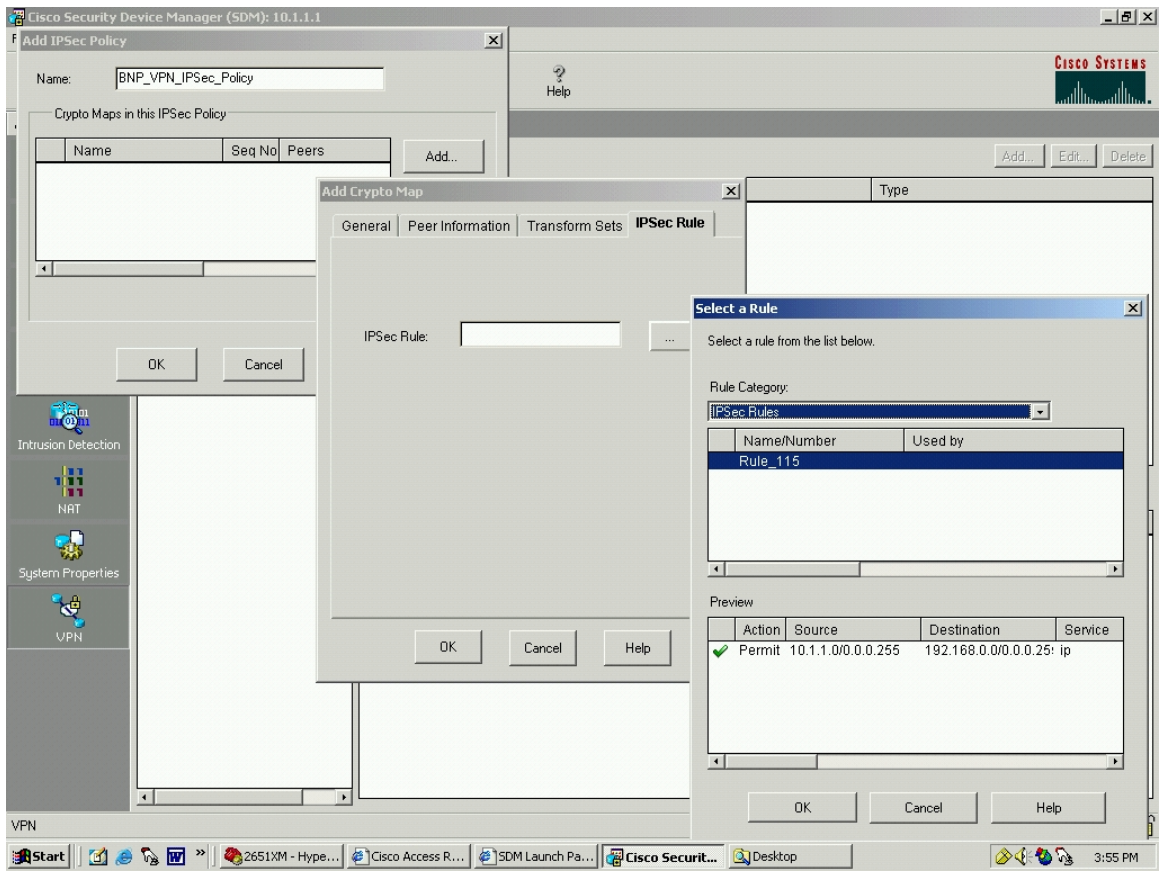 Cisco Security Device Manager (SDM): 10.1.1.1
Add IPSec Policy
Name: BNP_VPN_IPSec_Policy
Crypto Maps in this IPSec Policy
Name Seq No Peers
Add...
OK Cancel
Help
CISCO SYSTEMS
Add... Edit... Delete
Type
Add Crypto Map
General Peer Information Transform Sets IPSec Rule
IPSec Rule: ...
OK Cancel Help
Select a Rule
Select a rule from the list below.
Rule Category:
IPSec Rules
Name/Number Used by
Rule_115
Preview
Action Source Destination Service
Permit 10.1.1.0/0.0.0.255 192.168.0.0/0.0.0.25 ip
OK Cancel Help
Intrusion Detection
NAT
System Properties
VPN
VPN
Start » 2651XM - Hype... Cisco Access R... SDM Launch Pa... Cisco Securit... Desktop 3:55 PM